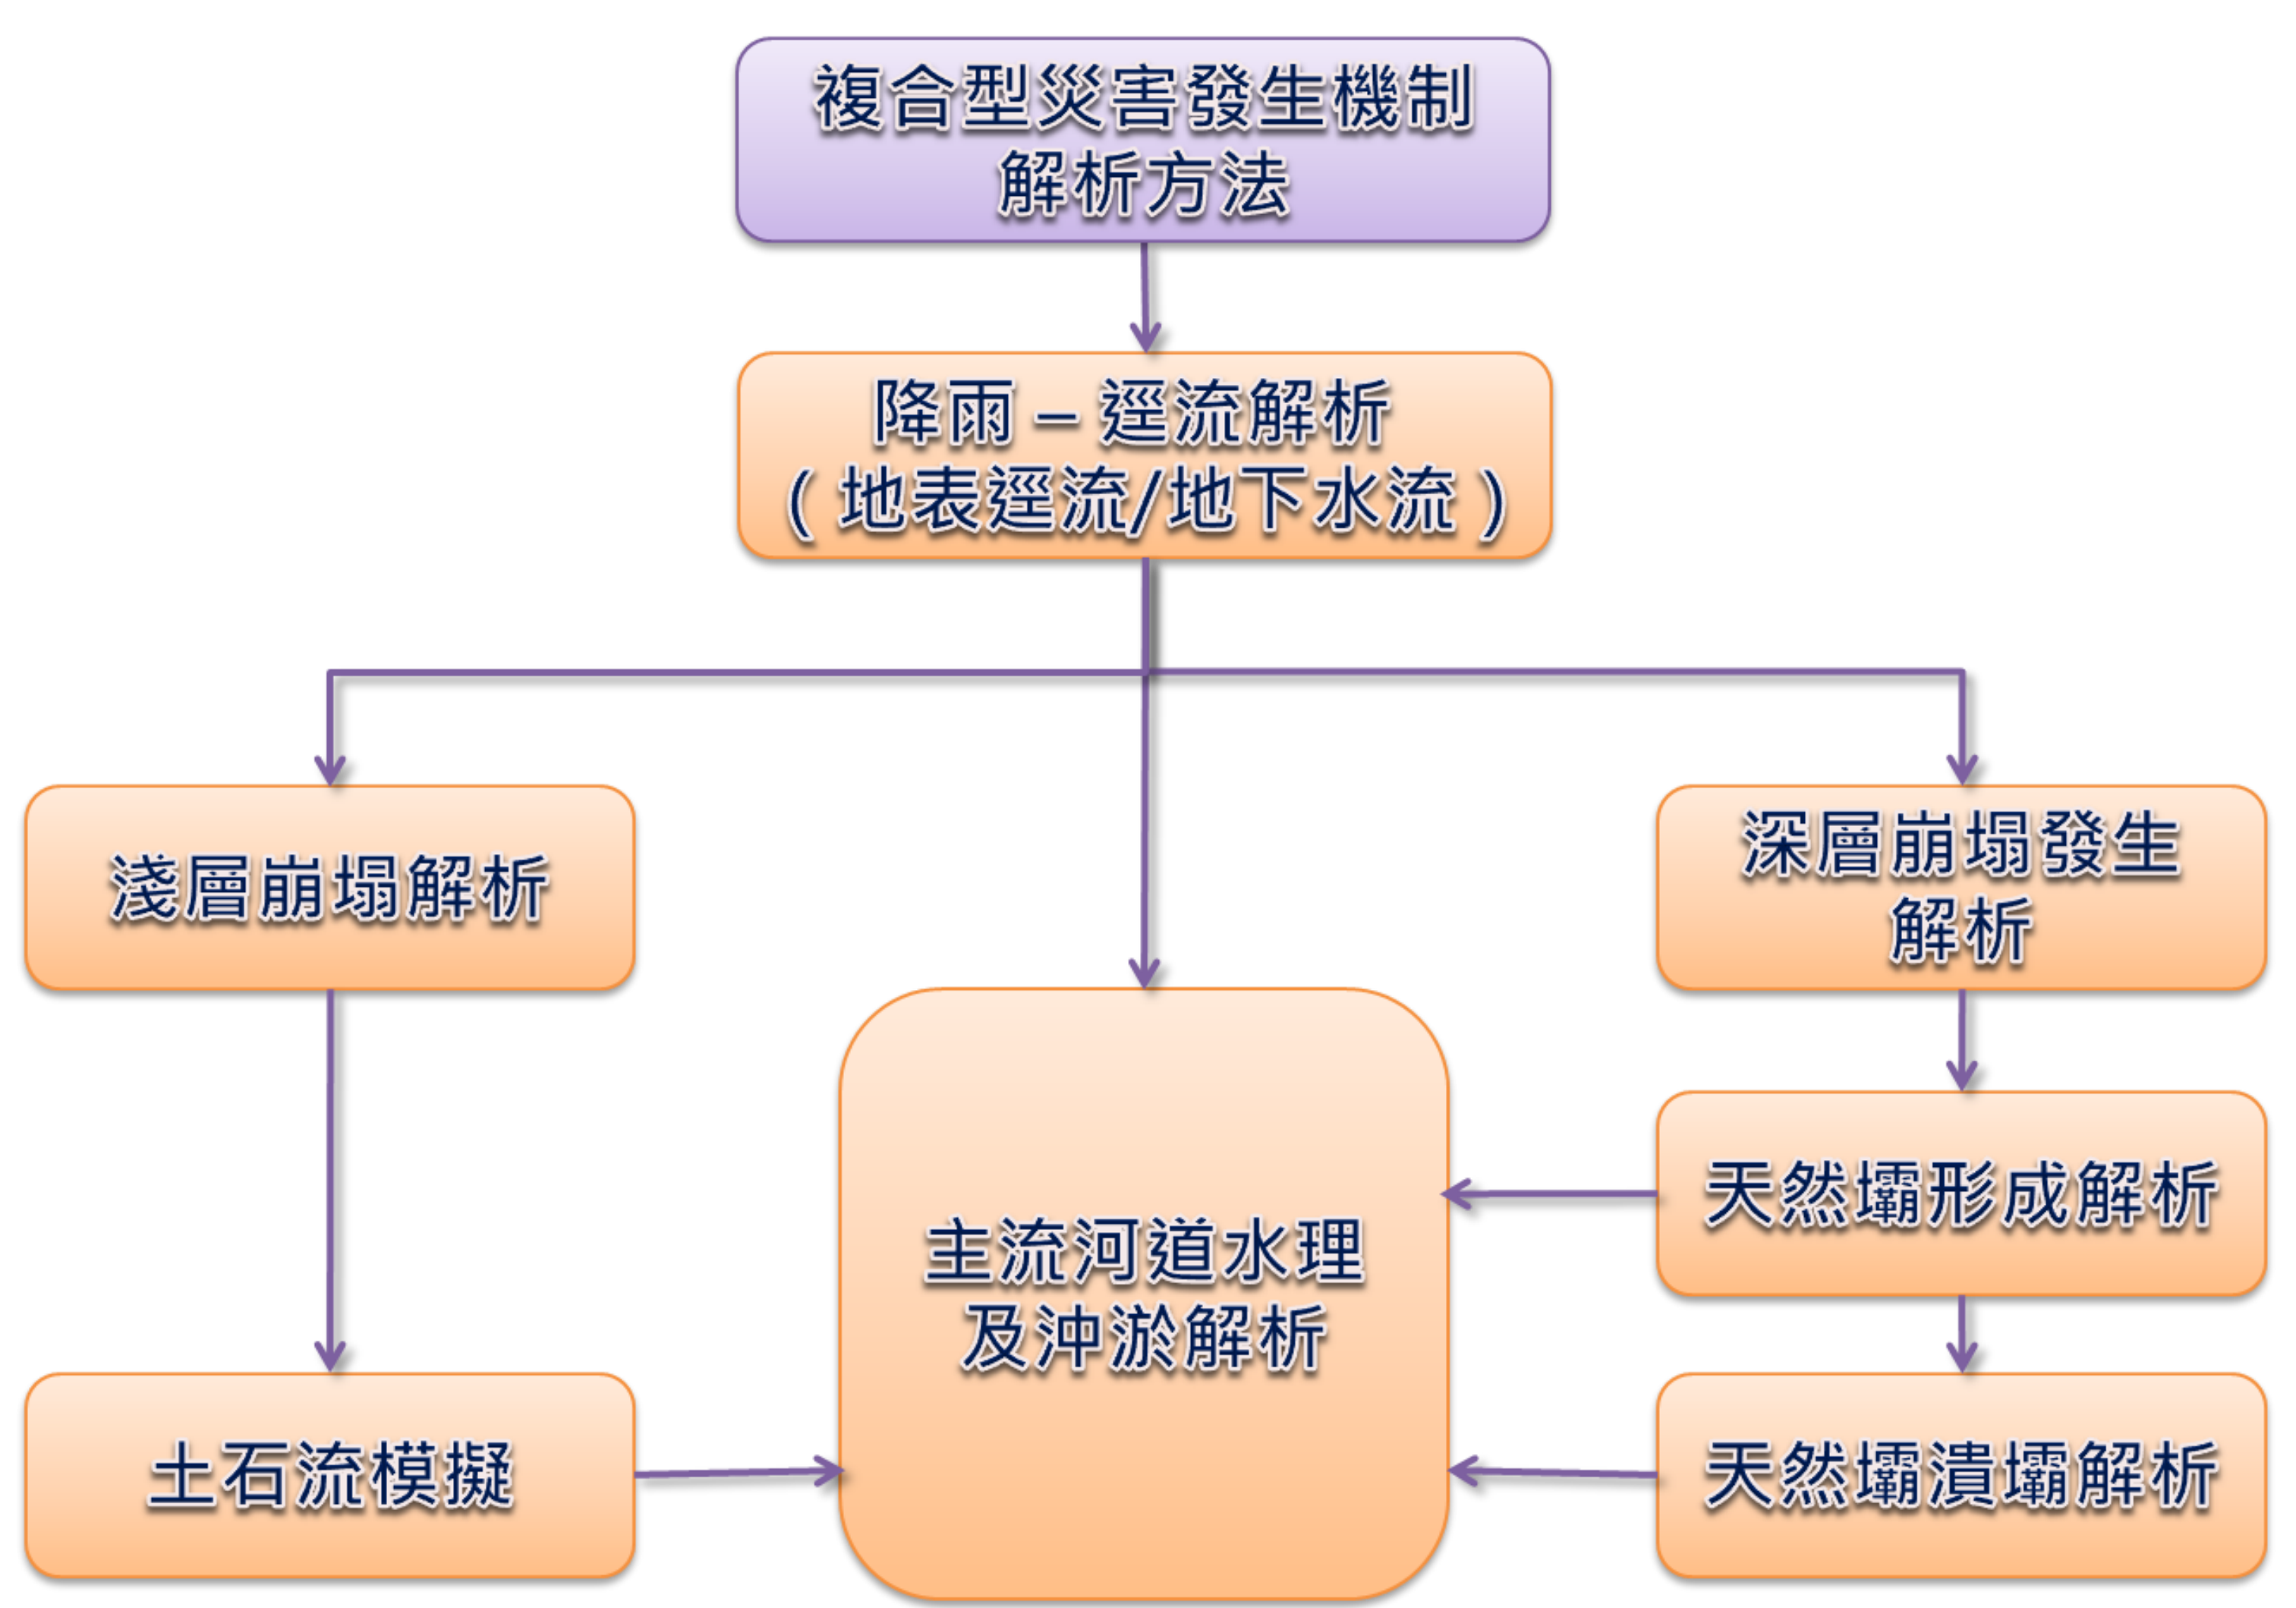 複合型災害發生機制
解析方法
降雨 – 逕流解析
( 地表逕流/地下水流 )
淺層崩塌解析
深層崩塌發生
解析
主流河道水理
及沖淤解析
天然壩形成解析
土石流模擬
天然壩潰壩解析